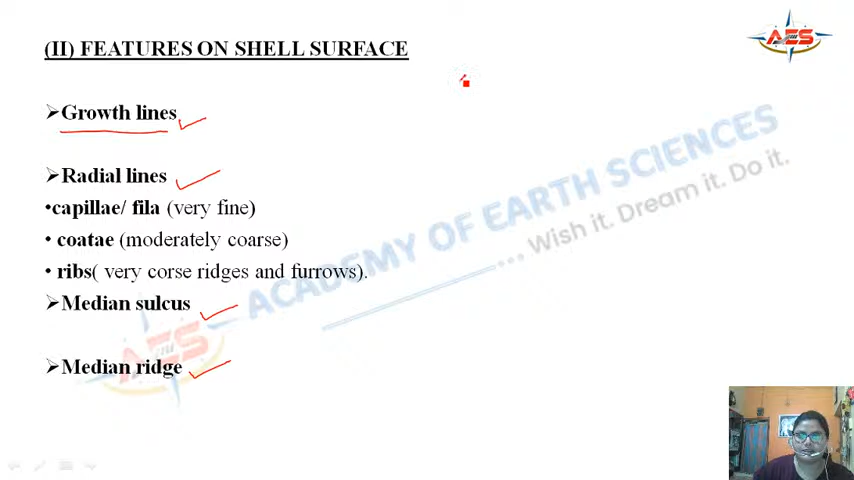 (II) FEATURES ON SHELL SURFACE
AES
➢Growth lines
➢Radial lines
•capillae/ fila (very fine)
• coatae (moderately coarse)
• ribs( very corse ridges and furrows).
➢Median sulcus
➢Median ridge
ACADEMY OF EARTH SCIENCES
... Wish it. Dream it. Do it.
AES